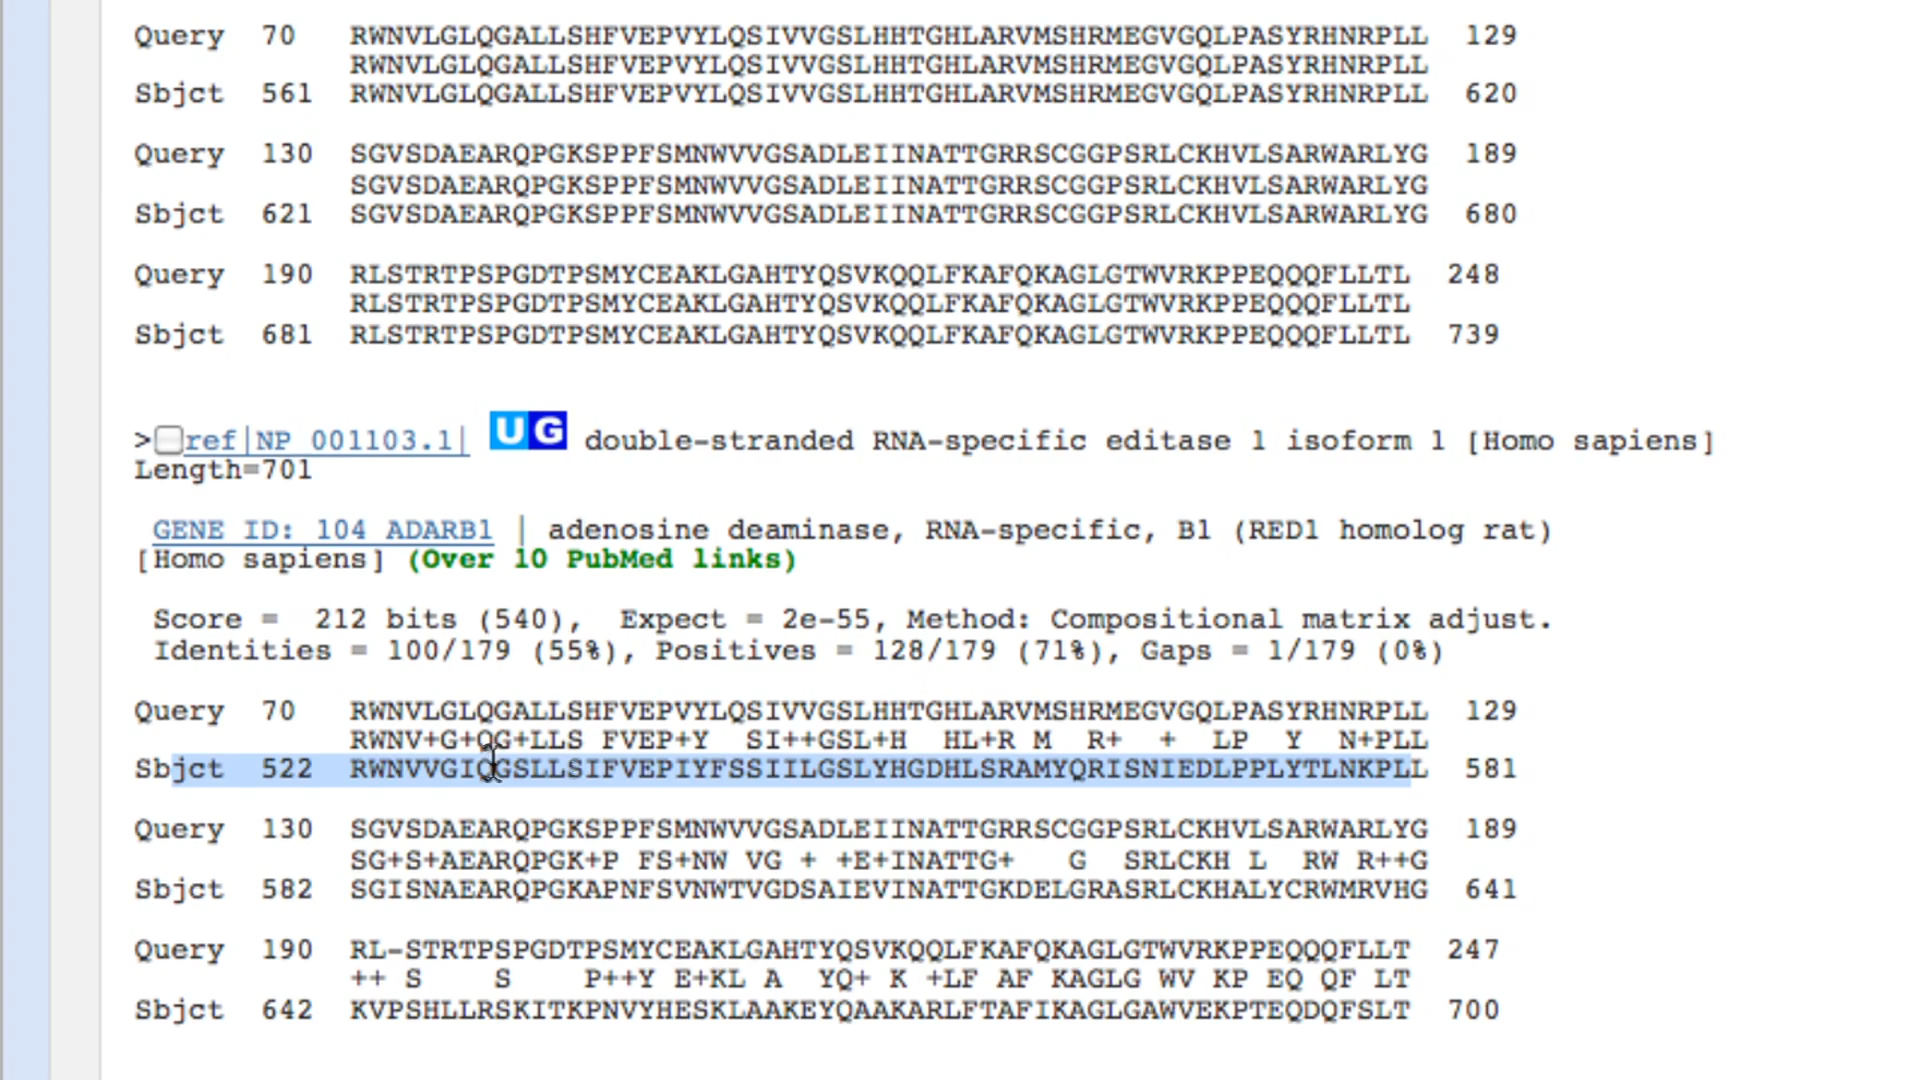 Query 70 RWNVLGLQGALLSHFVEPVYLQSIVVGSLHHTGHLARVMSHRMEGVGQLPASYRHNRPLL 129
RWNVLGLQGALLSHFVEPVYLQSIVVGSLHHTGHLARVMSHRMEGVGQLPASYRHNRPLL
Sbjct 561 RWNVLGLQGALLSHFVEPVYLQSIVVGSLHHTGHLARVMSHRMEGVGQLPASYRHNRPLL 620
Query 130 SGVSDAEARQPGKSPPFSMNWVVGSADLEIINATTGRRSCGGPSRLCKHVLSARWARLYG 189
SGVSDAEARQPGKSPPFSMNWVVGSADLEIINATTGRRSCGGPSRLCKHVLSARWARLYG
Sbjct 621 SGVSDAEARQPGKSPPFSMNWVVGSADLEIINATTGRRSCGGPSRLCKHVLSARWARLYG 680
Query 190 RLSTRTPSPGDTPSMYCEAKLGAHTYQSVKQQLFKAFQKAGLGTWVRKPPEQQQFLLTL 248
RLSTRTPSPGDTPSMYCEAKLGAHTYQSVKQQLFKAFQKAGLGTWVRKPPEQQQFLLTL
Sbjct 681 RLSTRTPSPGDTPSMYCEAKLGAHTYQSVKQQLFKAFQKAGLGTWVRKPPEQQQFLLTL 739
>ref|NP 001103.1| U G double-stranded RNA-specific editase 1 isoform 1 [Homo sapiens]
Length=701
GENE ID: 104 ADARB1 | adenosine deaminase, RNA-specific, B1 (RED1 homolog rat)
[Homo sapiens] (Over 10 PubMed links)
Score = 212 bits (540), Expect = 2e-55, Method: Compositional matrix adjust.
Identities = 100/179 (55%), Positives = 128/179 (71%), Gaps = 1/179 (0%)
Query 70 RWNVLGLQGALLSHFVEPVYLQSIVVGSLHHTGHLARVMSHRMEGVGQLPASYRHNRPLL 129
RWNV+G+QG+LLS FVEP+Y   SI++GSL+H  HL+R M  R+  +  LP  Y  N+PLL
Sbjct 522 RWNVVGIQGSLLSIFVEPIYFSSIILGSLYHGDHLSRAMYQRISNIEDLPPLYTLNKPLL 581
Query 130 SGVSDAEARQPGKSPPFSMNWVVGSADLEIINATTGRRSCGGPSRLCKHVLSARWARLYG 189
SG+S+AEARQPGK+P FS+NW VG + +E+INATTG+   G  SRLCKH L  RW R++G
Sbjct 582 SGISNAEARQPGKAPNFSVNWTVGDSAIEVINATTGKDELGRASRLCKHALYCRWMRVHG 641
Query 190 RL-STRTPSPGDTPSMYCEAKLGAHTYQSVKQQLFKAFQKAGLGTWVRKPPEQQQFLLT 247
++ S    S    P++Y E+KL A  YQ+ K +LF AF KAGLG WV KP EQ QF LT
Sbjct 642 KVPSHLLRSKITKPNVYHESKLAAKEYQAAKARLFTAFIKAGLGAWVEKPTEQDQFSLT 700